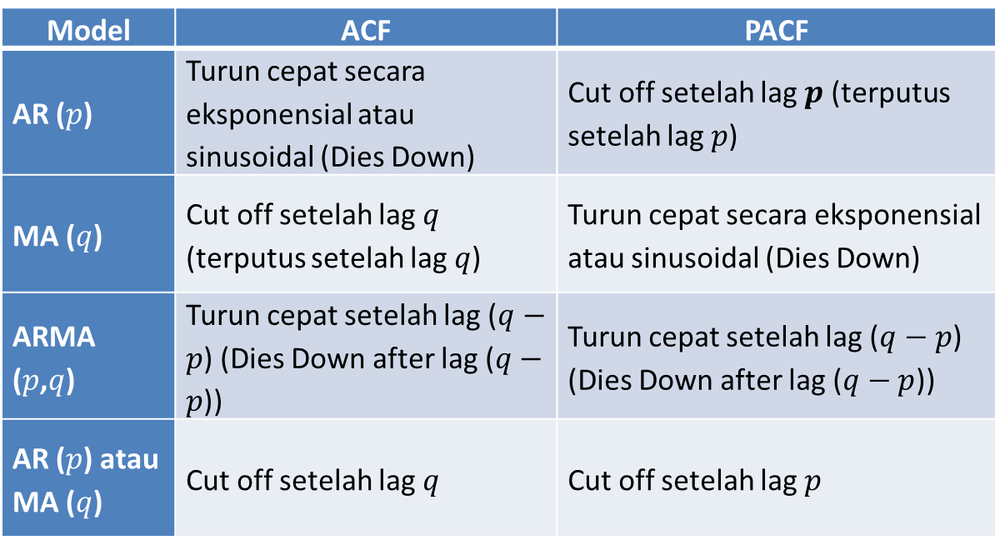 Model
ACF
PACF
AR (𝑝)
Turun cepat secara
eksponensial atau
sinusoidal (Dies Down)
Cut off setelah lag 𝒑 (terputus
setelah lag 𝑝)
MA (𝑞)
Cut off setelah lag 𝑞
(terputus setelah lag 𝑞)
Turun cepat secara eksponensial
atau sinusoidal (Dies Down)
ARMA
(𝑝,𝑞)
Turun cepat setelah lag (𝑞 −
𝑝) (Dies Down after lag (𝑞 −
𝑝))
Turun cepat setelah lag (𝑞 − 𝑝)
(Dies Down after lag (𝑞 − 𝑝))
AR (𝑝) atau
MA (𝑞)
Cut off setelah lag 𝑞
Cut off setelah lag 𝑝